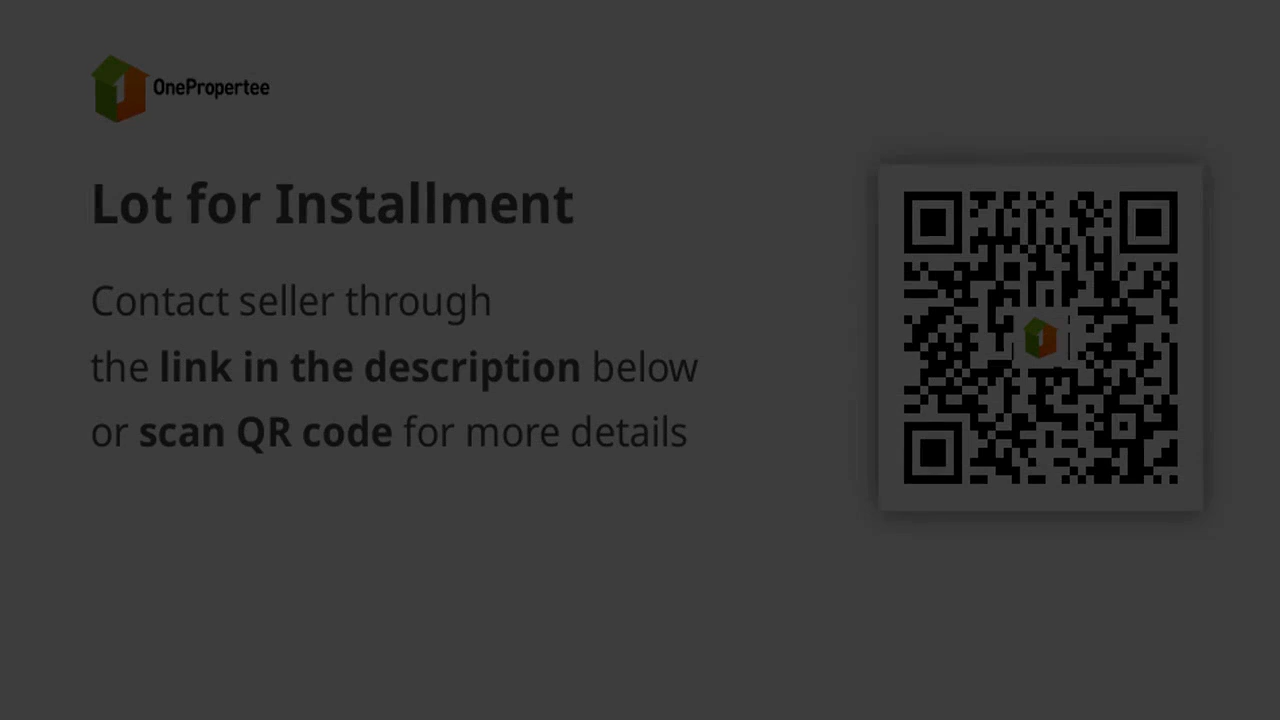 OnePropertee
Lot for Installment
Contact seller through
the link in the description below
or scan QR code for more details